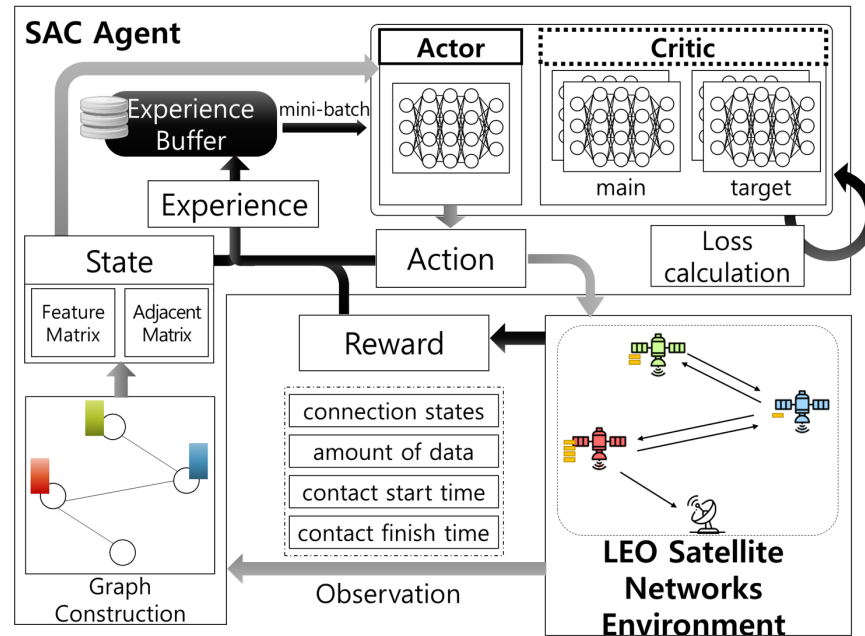 SAC Agent
Actor
Critic
Experience
Buffer
mini-batch
main
target
Experience
State
Action
Loss
calculation
Feature
Matrix
Adjacent
Matrix
Reward
connection states
amount of data
contact start time
contact finish time
Graph
Construction
Observation
LEO Satellite
Networks
Environment